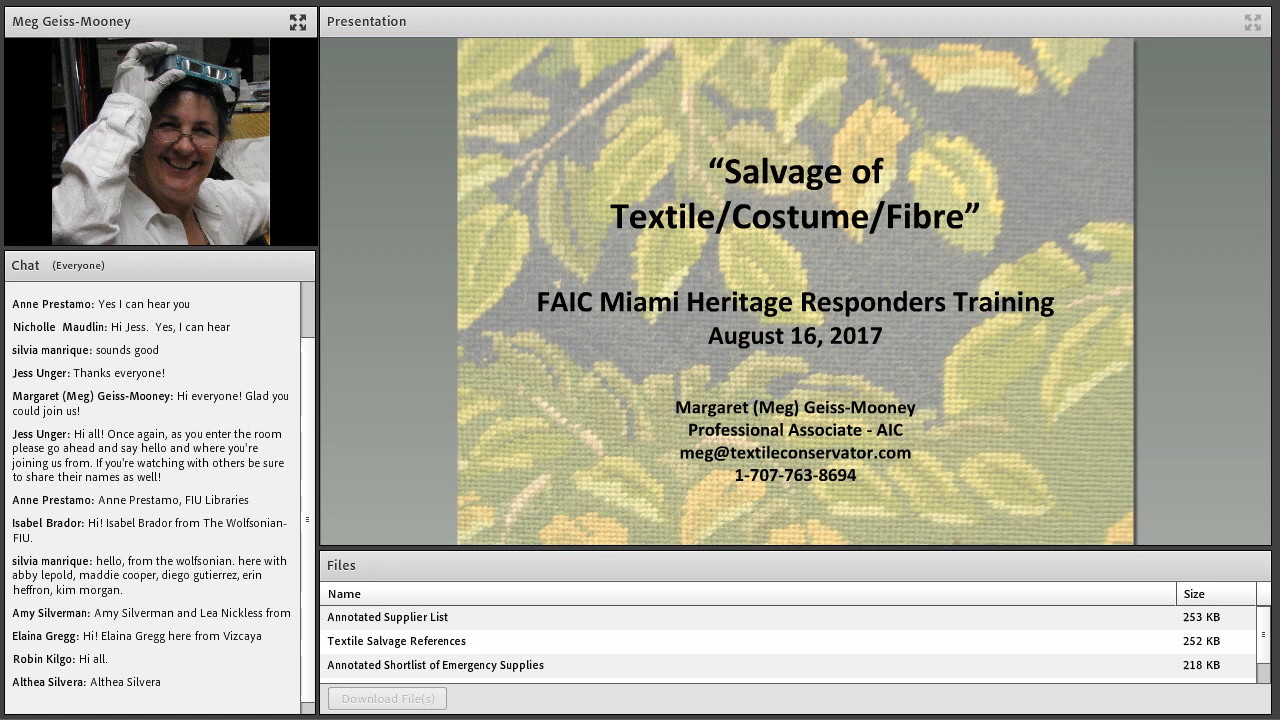 Meg Geiss-Mooney
Presentation
“Salvage of
Textile/Costume/Fibre”
FAIC Miami Heritage Responders Training
August 16, 2017
Margaret (Meg) Geiss-Mooney
Professional Associate - AIC
meg@textileconservator.com
1-707-763-8694
Chat (Everyone)
Anne Prestamo: Yes I can hear you
Nicholle Maudlin: Hi Jess. Yes, I can hear
silvia manrique: sounds good
Jess Unger: Thanks everyone!
Margaret (Meg) Geiss-Mooney: Hi everyone! Glad you
could join us!
Jess Unger: Hi all! Once again, as you enter the room
please go ahead and say hello and where you're
joining us from. If you're watching with others be sure
to share their names as well!
Anne Prestamo: Anne Prestamo, FIU Libraries
Isabel Brador: Hi! Isabel Brador from The Wolfsonian-
FIU.
silvia manrique: hello, from the wolfsonian. here with
abby lepold, maddie cooper, diego gutierrez, erin
heffron, kim morgan.
Amy Silverman: Amy Silverman and Lea Nickless from
Elaina Gregg: Hi! Elaina Gregg here from Vizcaya
Robin Kilgo: Hi all.
Althea Silvera: Althea Silvera
Files
Name Size
Annotated Supplier List 253 KB
Textile Salvage References 252 KB
Annotated Shortlist of Emergency Supplies 218 KB
Download File(s)